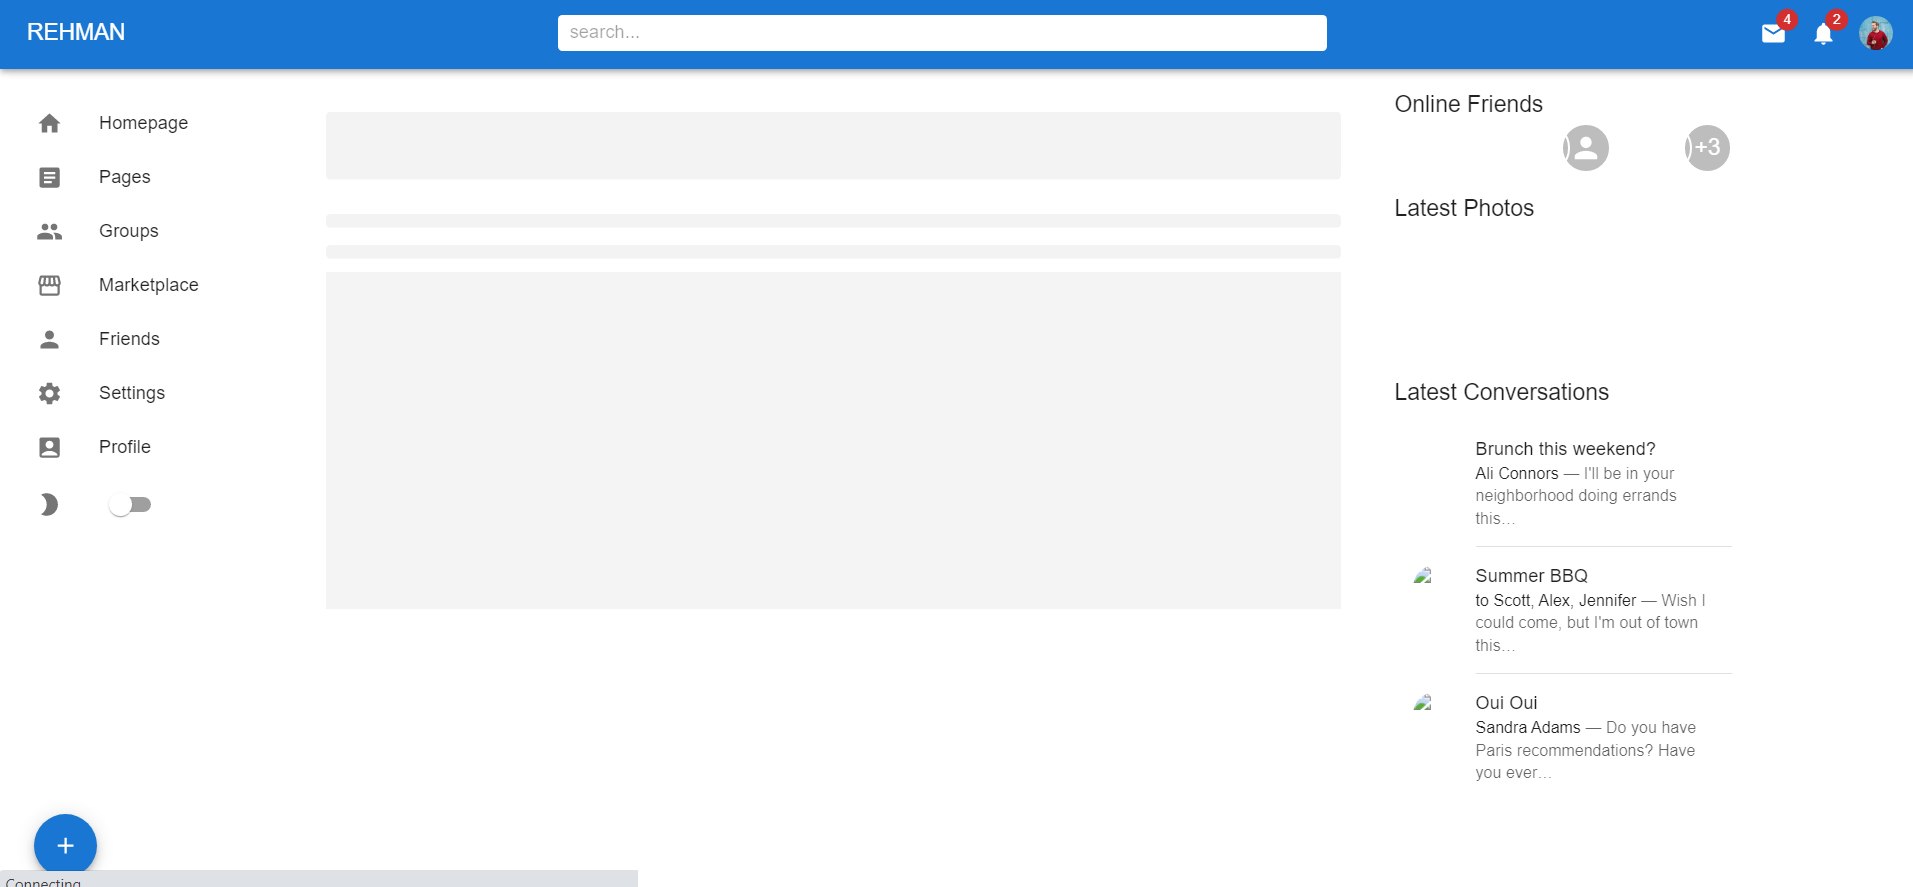 REHMAN
search...
4
2
Homepage
Pages
Groups
Marketplace
Friends
Settings
Profile
Online Friends
+3
Latest Photos
Latest Conversations
Brunch this weekend?
Ali Connors — I'll be in your
neighborhood doing errands
this…
Summer BBQ
to Scott, Alex, Jennifer — Wish I
could come, but I'm out of town
this…
Oui Oui
Sandra Adams — Do you have
Paris recommendations? Have
you ever…
+
Connecting